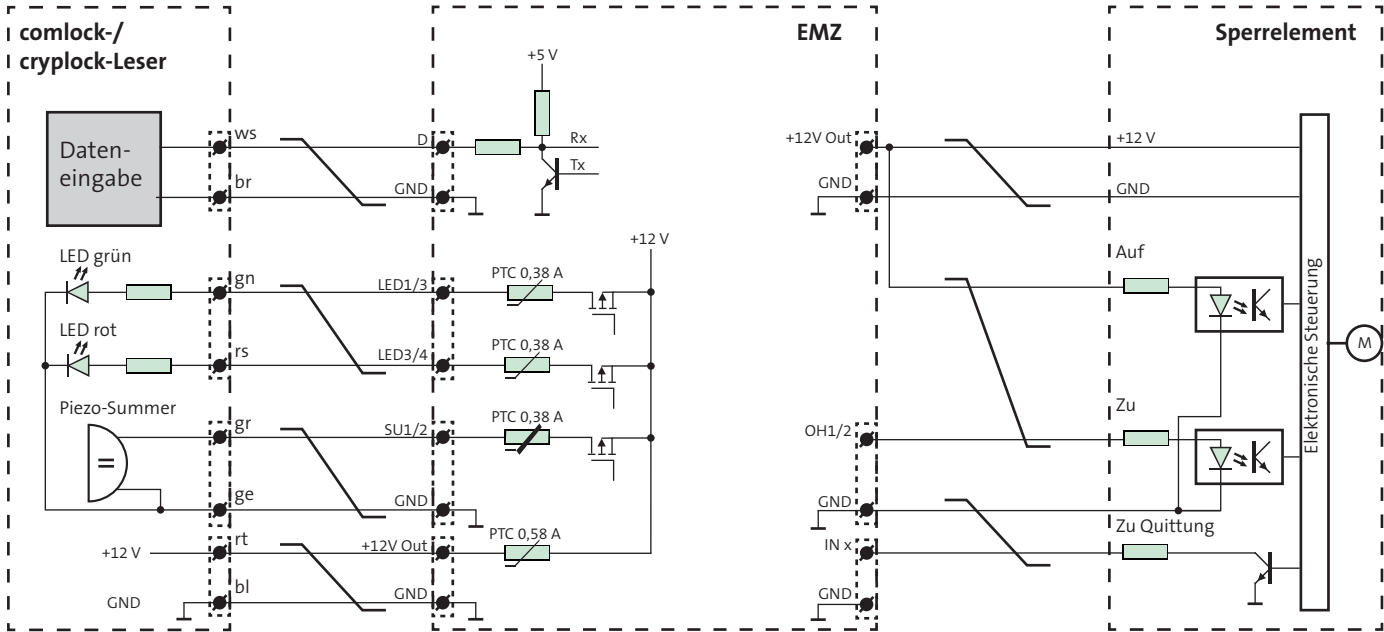 comlock-/
cryplock-Leser
EMZ
Sperrelement
+5 V
Daten-
eingabe
ws
D
Rx
Tx
br
GND
+12V Out
+12 V
GND
GND
LED grün
gn
LED1/3
PTC 0,38 A
+12 V
Auf
LED rot
rs
LED3/4
PTC 0,38 A
Piezo-Summer
=
gr
SU1/2
PTC 0,38 A
OH1/2
Zu
Elektronische Steuerung
M
ge
GND
GND
Zu Quittung
+12 V
rt
+12V Out
PTC 0,58 A
IN x
GND
bl
GND
GND